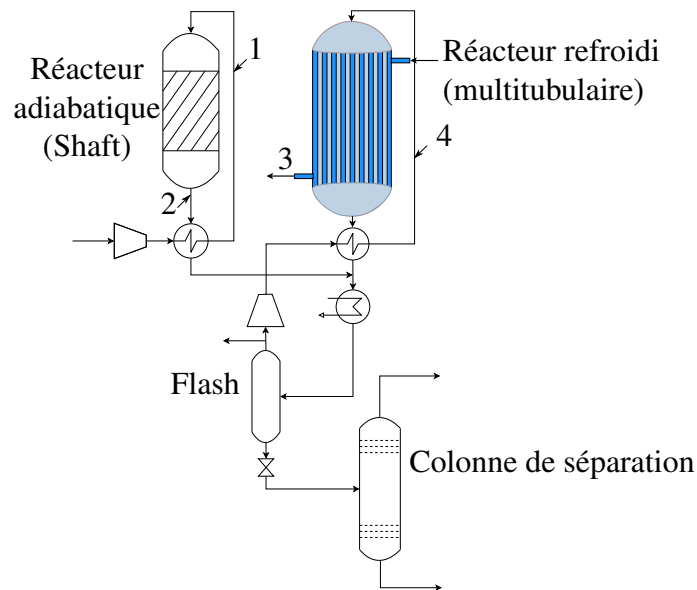 1
Réacteur
adiabatique
(Shaft)
2
Réacteur refroidi
(multitubulaire)
3
4
Flash
Colonne de séparation